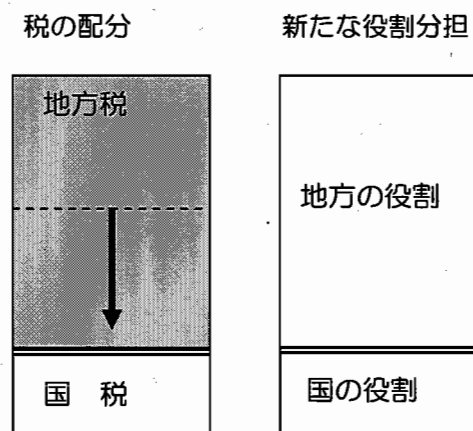 税の配分
新たな役割分担
地方税
地方の役割
国 税
国の役割